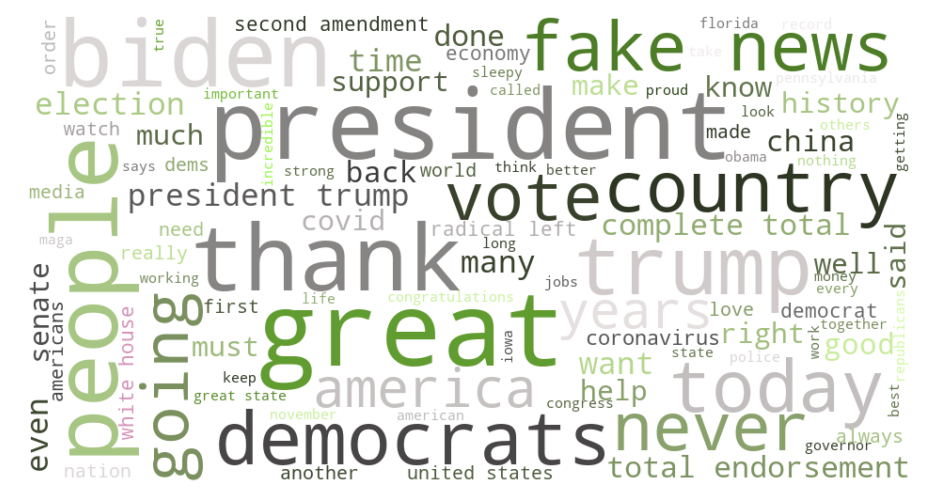 order
true
second amendment
florida
record
biden
done
fake news
time
economy
take
sleepy
support
called
make
proud
know
pennsylvania
election
important
history
look
others
watch
much
president
made
china
getting
people
incredible
says
dems
obama
nothing
media
strong
back
world
think
better
president trump
vote
country
covid
radical left
complete total
need
thank
maga
really
long
many
trump
well
said
working
jobs
money
every
even senate
americans
white house
going
first
life
congratulations
great
years
love
democrat
together
republicans
iowa
coronavirus
right
work
good
must
state
police
keep
want
great state
america
help
today
best
november
american
congress
democrats
never
always
governor
nation
another
united states
total endorsement